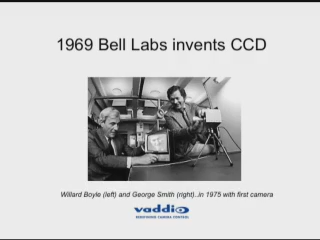 1969 Bell Labs invents CCD
Willard Boyle (left) and George Smith (right)..in 1975 with first camera
vaddio